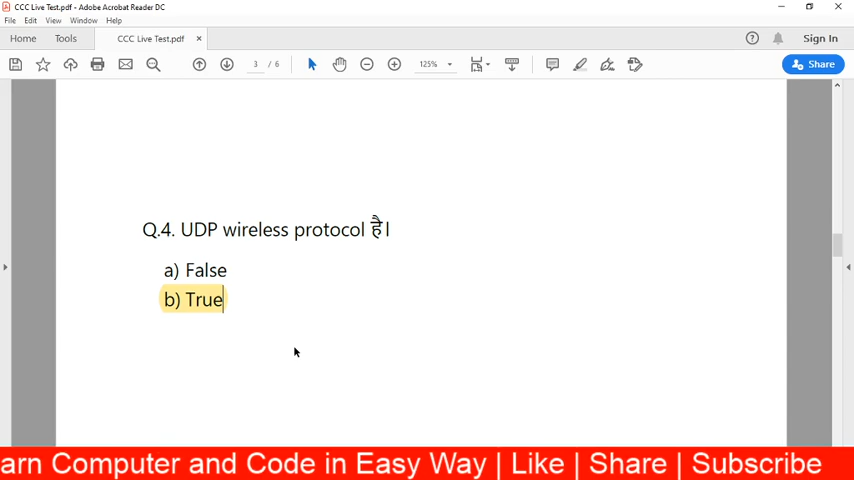 CCC Live Test.pdf - Adobe Acrobat Reader DC
File Edit View Window Help
Home Tools CCC Live Test.pdf × Sign In
3 / 6 125% Share
Q.4. UDP wireless protocol है।
a) False
b) True
arn Computer and Code in Easy Way | Like | Share | Subscribe